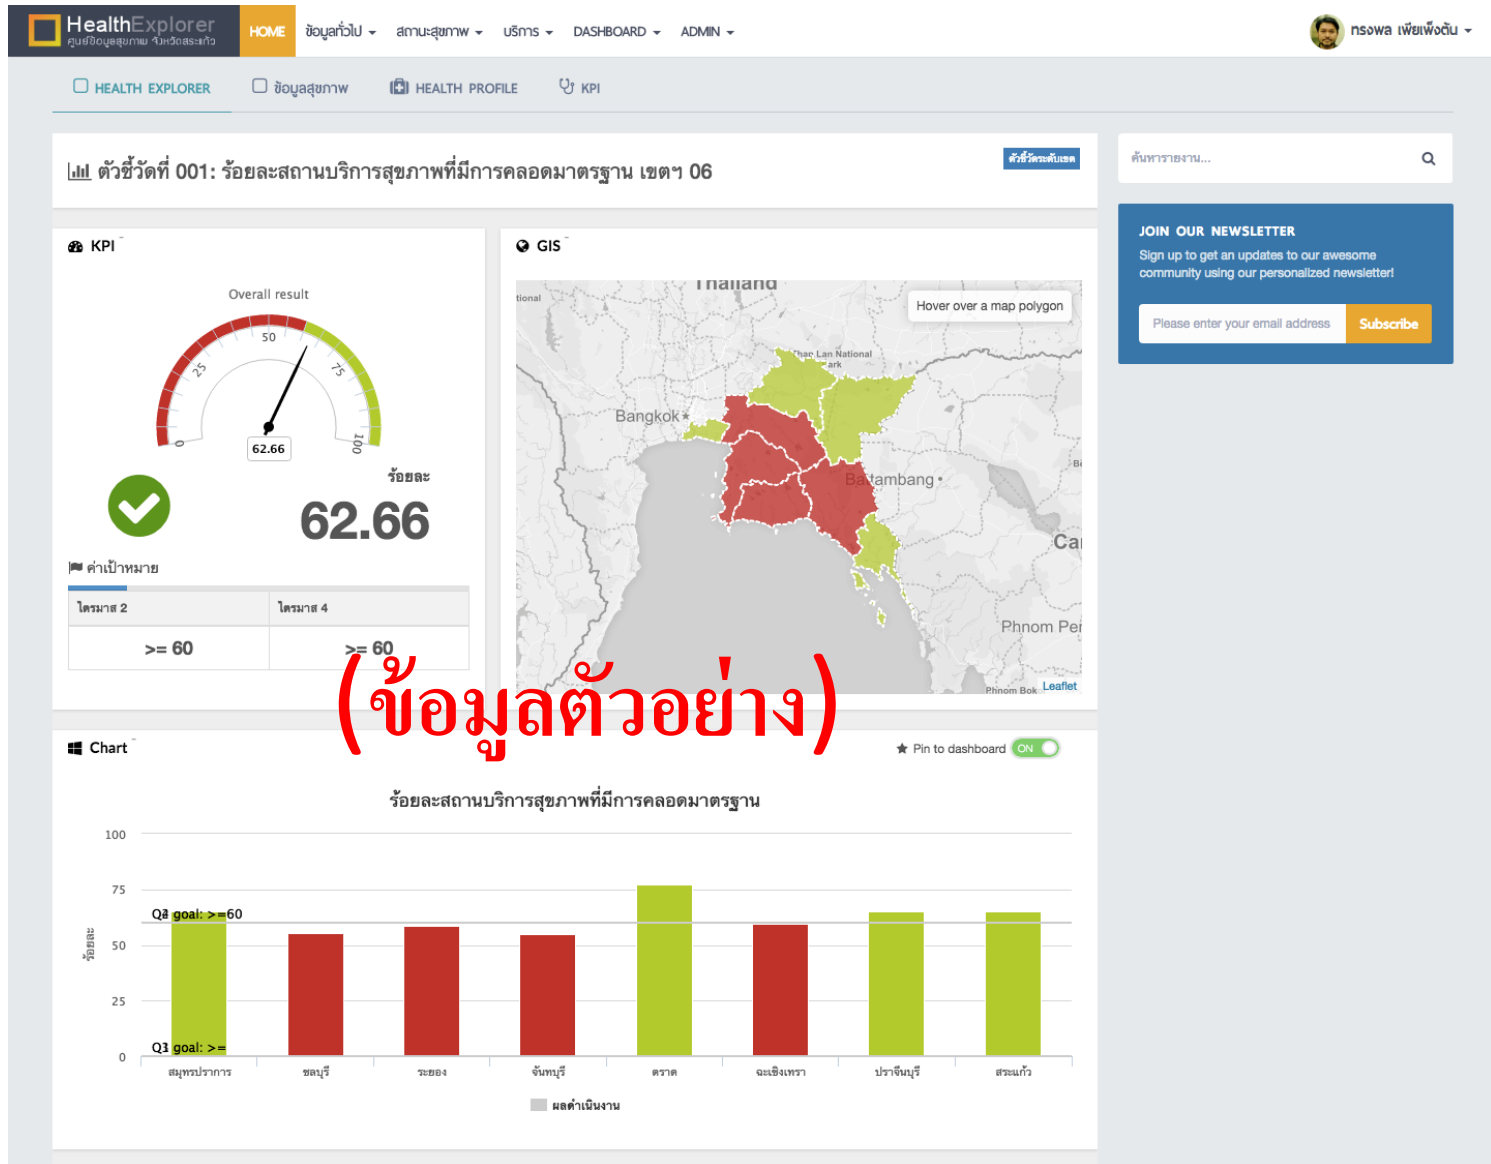 HealthExplorer
ศูนย์ข้อมูลสุขภาพ จังหวัดสระแก้ว
HOME ข้อมูลทั่วไป สถานะสุขภาพ บริการ DASHBOARD ADMIN
ทรงพล เพียเพ็งต้น
HEALTH EXPLORER ข้อมูลสุขภาพ HEALTH PROFILE KPI
ตัวชี้วัดที่ 001: ร้อยละสถานบริการสุขภาพที่มีการคลอดมาตรฐาน เขตฯ 06
ตัวชี้วัดระดับเขต
ค้นหารายงาน...
JOIN OUR NEWSLETTER
Sign up to get an updates to our awesome
community using our personalized newsletter!
Please enter your email address Subscribe
KPI
Overall result
0 25 50 75 100
62.66
ร้อยละ
62.66
ค่าเป้าหมาย
ไตรมาส 2 ไตรมาส 4
>= 60 >= 60
GIS
Thailand
tional
Hover over a map polygon
Lan National
ark
Bangkok
Battambang
Ca
Phnom Per
Phnom Bok
Leaflet
(ข้อมูลตัวอย่าง)
Chart
Pin to dashboard ON
ร้อยละสถานบริการสุขภาพที่มีการคลอดมาตรฐาน
ร้อยละ
100
75
goal: >=60
50
25
goal: >=
0
สมุทรปราการ ชลบุรี ระยอง จันทบุรี ตราด ฉะเชิงเทรา ปราจีนบุรี สระแก้ว
ผลดำเนินงาน